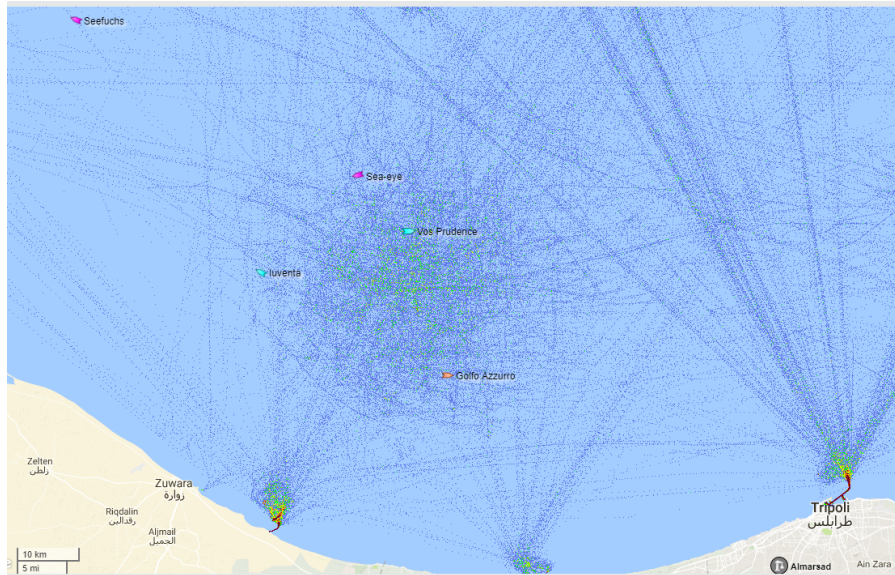 Seefuchs
Sea-eye
Vos Prudence
Iuventa
Golfo Azzurro
Zelten
زلطن
Zuwara
زوارة
Riqdalin
رقدالين
Aljmail
الجميل
Tripoli
طرابلس
10 km
5 mi
Almarsad
Ain Zara